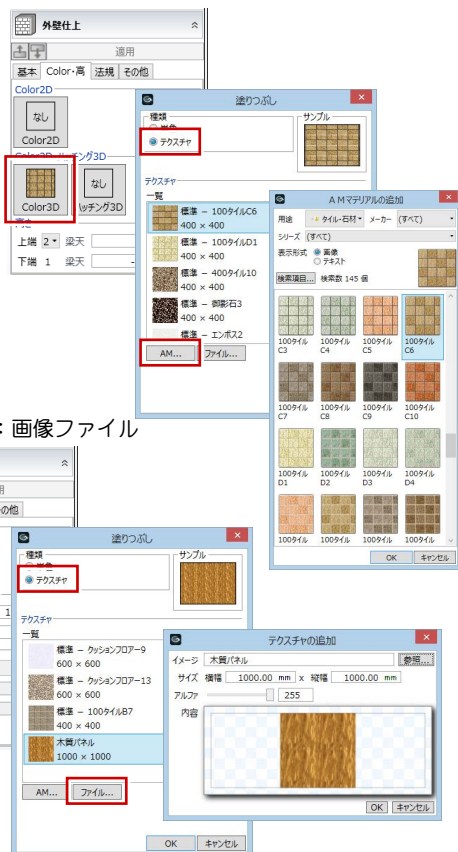 外壁仕上
適用
基本 Color・高 法規 その他
Color2D
なし
Color2D
Color3D
なし
ッチング3D
上端 2 梁天
下端 1 梁天
塗りつぶし
種類
テクスチャ
サンプル
テクスチャ
一覧
標準 - 100タイルC6
400 × 400
標準 - 100タイルD1
400 × 400
標準 - 400タイル10
400 × 400
標準 - 御影石3
400 × 400
標準 - エンボス2
AM... ファイル...
AMマテリアルの追加
用途 タイル・石材 メーカー (すべて)
シリーズ (すべて)
表示形式 画像
テキスト
検索項目... 検索数 145 個
100タイル 100タイル 100タイル 100タイル
C3 C4 C5 C6
100タイル 100タイル 100タイル 100タイル
C7 C8 C9 C10
100タイル 100タイル 100タイル 100タイル
D1 D2 D3 D4
100タイル 100タイル 100タイル 100タイル
OK キャンセル
: 画像ファイル
用
の他
1
塗りつぶし
種類
テクスチャ
サンプル
テクスチャ
一覧
標準 - クッションフロアー9
600 × 600
標準 - クッションフロアー13
600 × 600
標準 - 100タイルB7
400 × 400
木質パネル
1000 × 1000
AM... ファイル...
OK キャンセル
テクスチャの追加
イメージ 木質パネル 参照...
サイズ 横幅 1000.00 mm x 縦幅 1000.00 mm
アルファ 255
内容
OK キャンセル